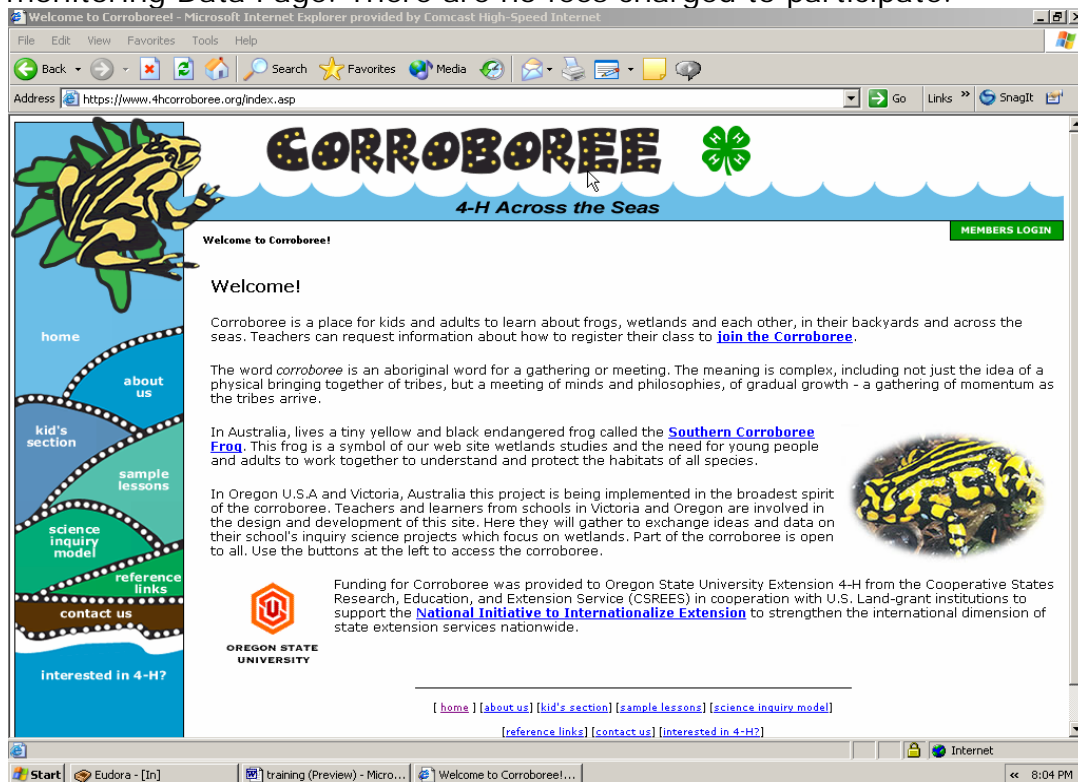 monitoring Data Page. There are no fees charged to participate.
Welcome to Corroboree! - Microsoft Internet Explorer provided by Comcast High-Speed Internet
File Edit View Favorites Tools Help
Back Search Favorites Media
Address https://www.4hcorroboree.org/index.asp Go Links » SnagIt
CORROBOREE H H H H
4-H Across the Seas
MEMBERS LOGIN
Welcome to Corroboree!
Welcome!
Corroboree is a place for kids and adults to learn about frogs, wetlands and each other, in their backyards and across the
seas. Teachers can request information about how to register their class to join the Corroboree.
The word corroboree is an aboriginal word for a gathering or meeting. The meaning is complex, including not just the idea of a
physical bringing together of tribes, but a meeting of minds and philosophies, of gradual growth - a gathering of momentum as
the tribes arrive.
In Australia, lives a tiny yellow and black endangered frog called the Southern Corroboree
Frog. This frog is a symbol of our web site wetlands studies and the need for young people
and adults to work together to understand and protect the habitats of all species.
In Oregon U.S.A and Victoria, Australia this project is being implemented in the broadest spirit
of the corroboree. Teachers and learners from schools in Victoria and Oregon are involved in
the design and development of this site. Here they will gather to exchange ideas and data on
their school's inquiry science projects which focus on wetlands. Part of the corroboree is open
to all. Use the buttons at the left to access the corroboree.
Funding for Corroboree was provided to Oregon State University Extension 4-H from the Cooperative States
Research, Education, and Extension Service (CSREES) in cooperation with U.S. Land-grant institutions to
support the National Initiative to Internationalize Extension to strengthen the international dimension of
state extension services nationwide.
OSU
OREGON STATE
UNIVERSITY
home
about
us
kid's
section
sample
lessons
science
inquiry
model
reference
links
contact us
interested in 4-H?
[ home ] [about us] [kid's section] [sample lessons] [science inquiry model]
[reference links] [contact us] [interested in 4-H?]
Internet
Start Eudora - [In] training (Preview) - Micro... Welcome to Corroboree!... « 8:04 PM